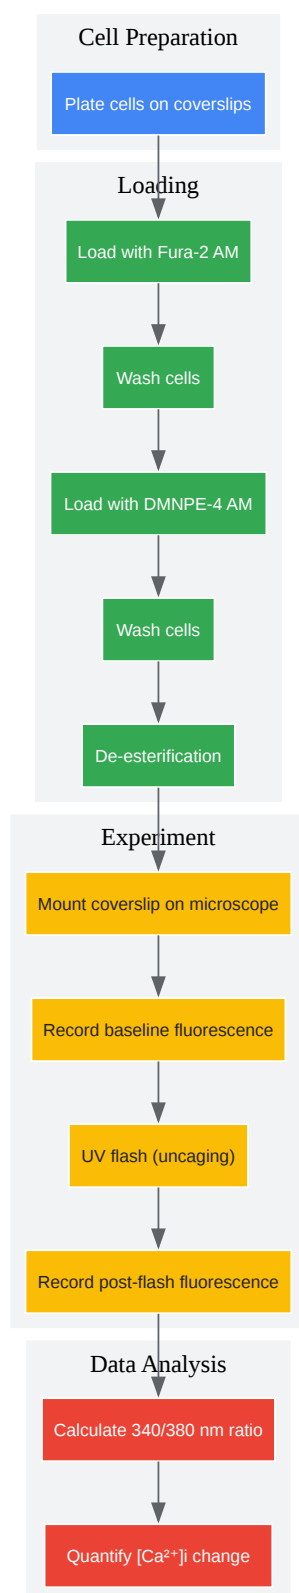 Cell Preparation
Plate cells on coverslips
Loading
Load with Fura-2 AM
Wash cells
Load with DMNPE-4 AM
Wash cells
De-esterification
Experiment
Mount coverslip on microscope
Record baseline fluorescence
UV flash (uncaging)
Record post-flash fluorescence
Data Analysis
Calculate 340/380 nm ratio
Quantify [Ca²⁺]i change